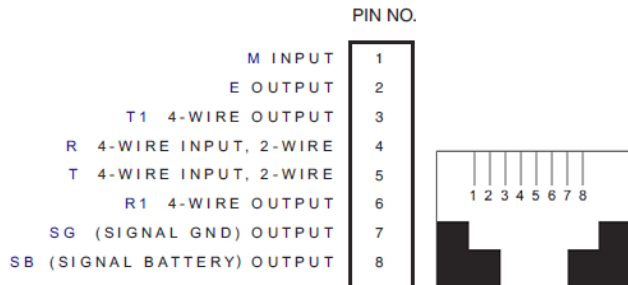 PIN NO.
M INPUT 1
E OUTPUT 2
T1 4-WIRE OUTPUT 3
R 4-WIRE INPUT, 2-WIRE 4
T 4-WIRE INPUT, 2-WIRE 5
R1 4-WIRE OUTPUT 6
SG (SIGNAL GND) OUTPUT 7
SB (SIGNAL BATTERY) OUTPUT 8
1 2 3 4 5 6 7 8